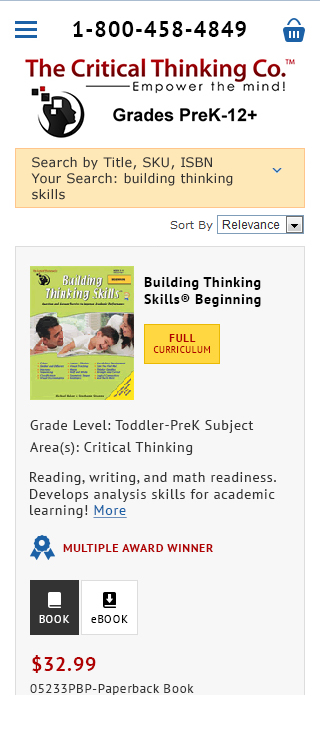 1-800-458-4849
The Critical Thinking Co.™
Empower the mind!
Grades PreK-12+
Search by Title, SKU, ISBN
Your Search: building thinking
skills
Sort By Relevance
Building
Thinking Skills
Building Thinking
Skills® Beginning
FULL
CURRICULUM
Grade Level: Toddler-PreK Subject
Area(s): Critical Thinking
Reading, writing, and math readiness.
Develops analysis skills for academic
learning! More
MULTIPLE AWARD WINNER
BOOK eBOOK
$32.99
05233PBP-Paperback Book